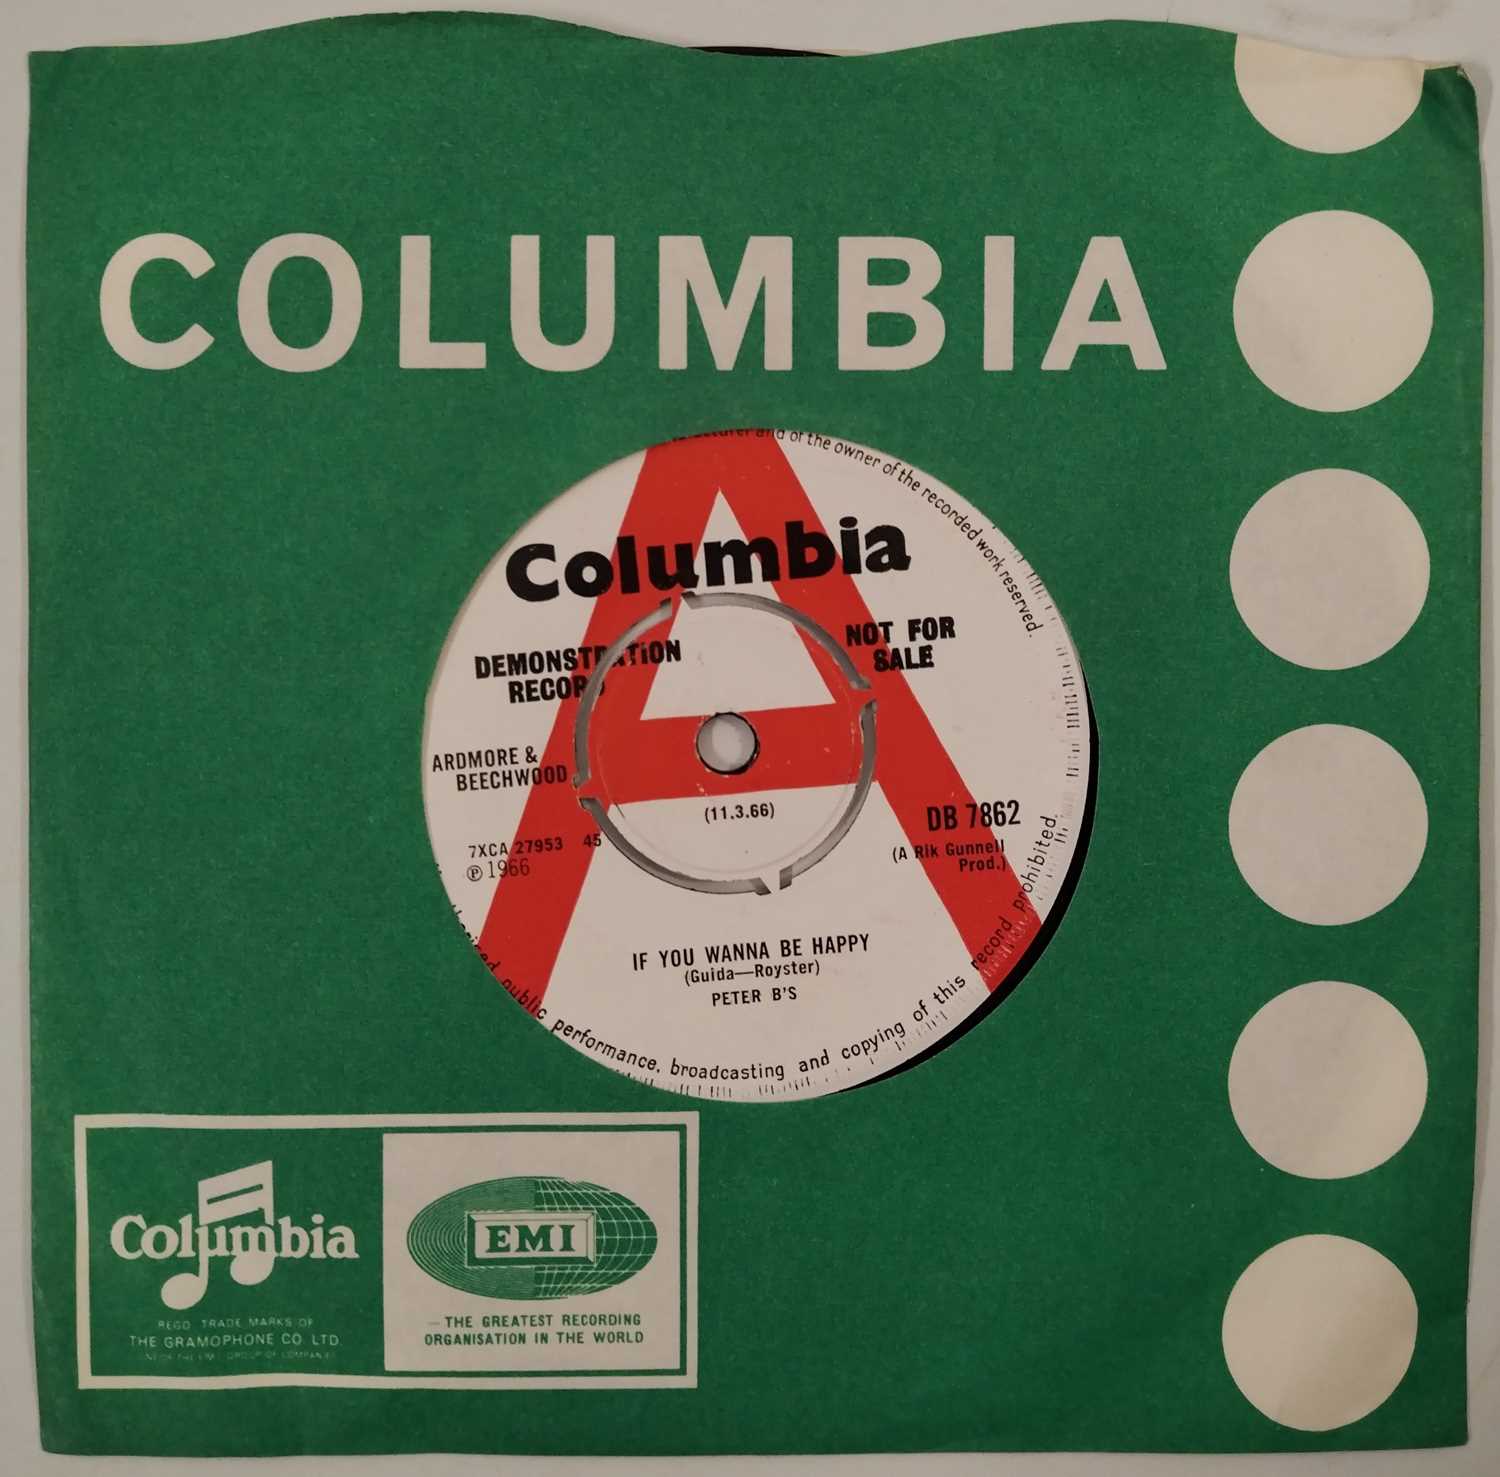 COLUMBIA
and of the owner of the recorded work reserved.
Columbia
DEMONSTRATION
RECORD
NOT FOR
SALE
ARDMORE &
BEECHWOOD
(11.3.66)
DB 7862
7XCA 27953 45
℗ 1966
(A Rik Gunnell
Prod.)
IF YOU WANNA BE HAPPY
(Guida—Royster)
PETER B'S
public performance, broadcasting and copying of this record prohibited.
Columbia
REGD. TRADE MARKS OF
THE GRAMOPHONE CO. LTD.
EMI
— THE GREATEST RECORDING
ORGANISATION IN THE WORLD
A